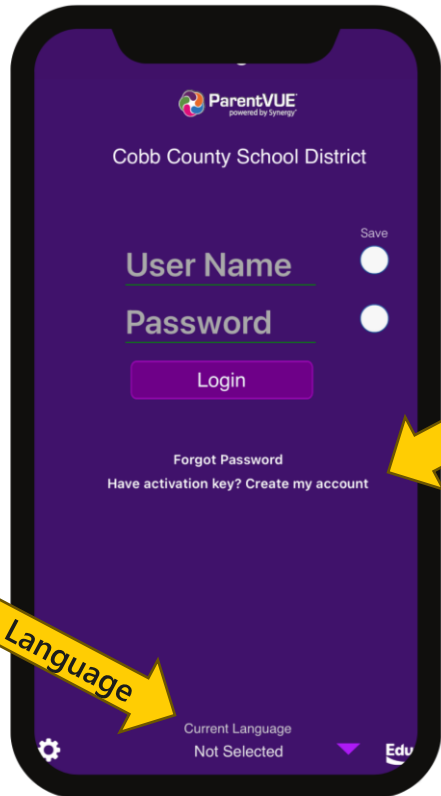 ParentVUE
powered by Synergy
Cobb County School District
Save
User Name
Password
Login
Forgot Password
Have activation key? Create my account
Language
Current Language
Not Selected
Edu